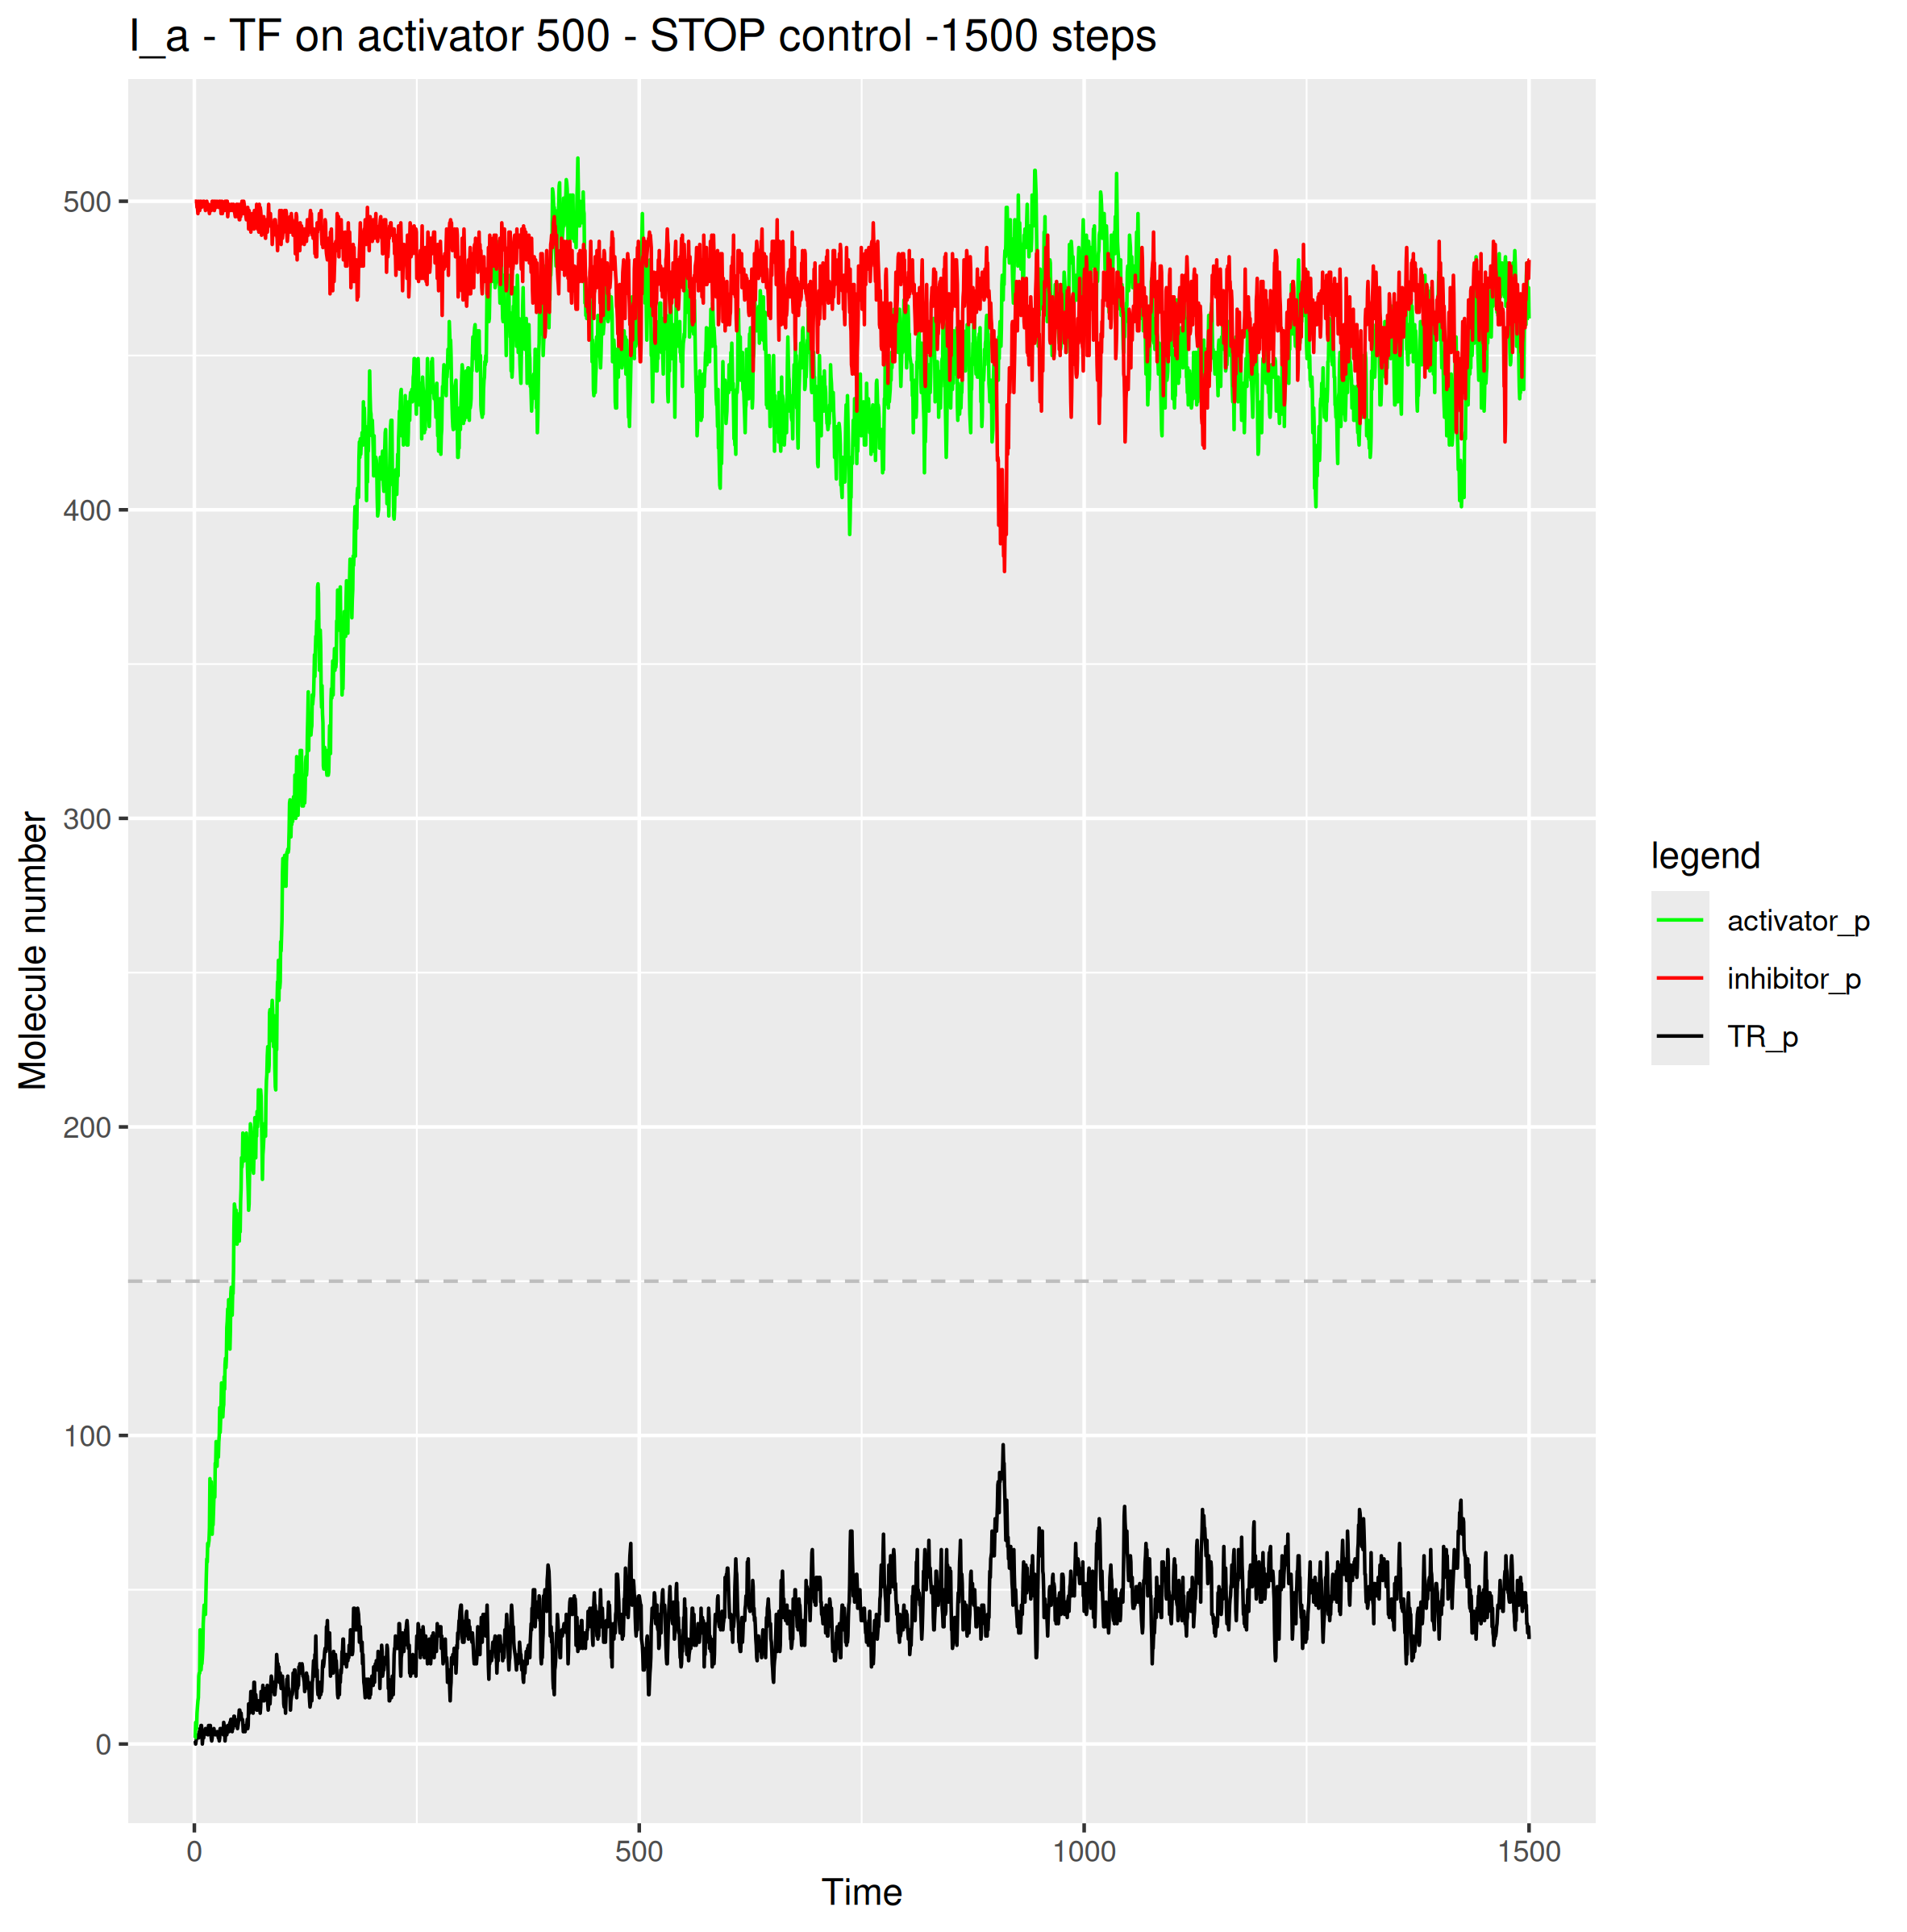 I_a - TF on activator 500 - STOP control -1500 steps
500
400
300
200
100
0
Molecule number
0 500 1000 1500
Time
legend
activator_p
inhibitor_p
TR_p